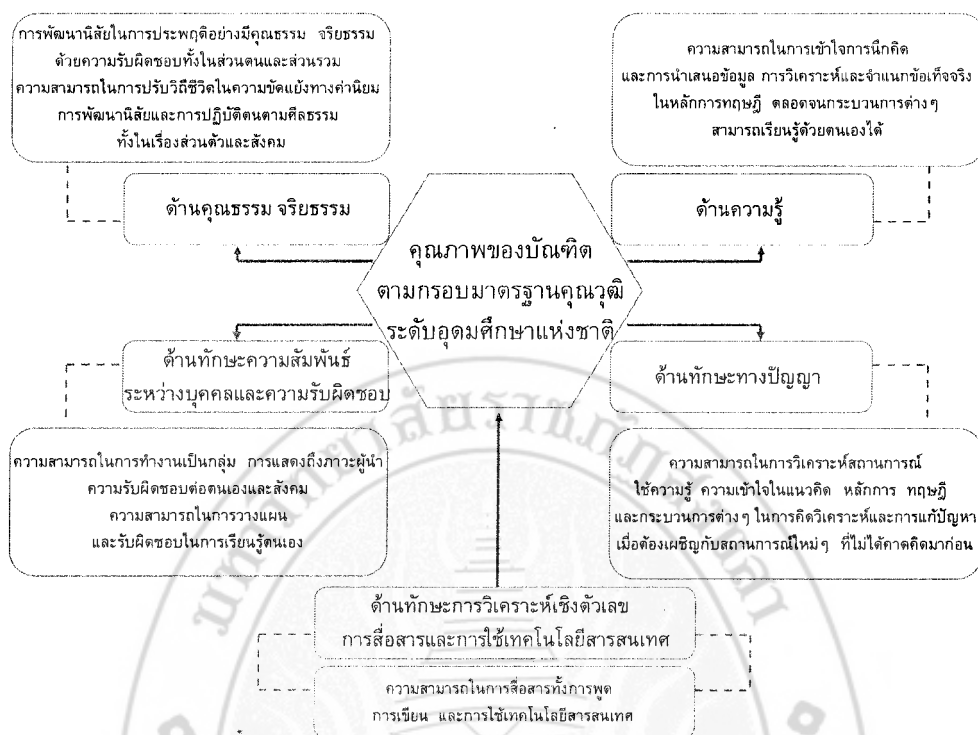 การพัฒนานิสัยในการประพฤติอย่างมีคุณธรรม จริยธรรม
ด้วยความรับผิดชอบทั้งในส่วนตนและส่วนรวม
ความสามารถในการปรับวิถีชีวิตในความขัดแย้งทางค่านิยม
การพัฒนานิสัยและการปฏิบัติตนตามศีลธรรม
ทั้งในเรื่องส่วนตัวและสังคม
ด้านคุณธรรม จริยธรรม
ความสามารถในการเข้าใจการนึกคิด
และการนำเสนอข้อมูล การวิเคราะห์และจำแนกข้อเท็จจริง
ในหลักการทฤษฎี ตลอดจนกระบวนการต่างๆ
สามารถเรียนรู้ด้วยตนเองได้
ด้านความรู้
คุณภาพของบัณฑิต
ตามกรอบมาตรฐานคุณวุฒิ
ระดับอุดมศึกษาแห่งชาติ
ด้านทักษะความสัมพันธ์
ระหว่างบุคคลและความรับผิดชอบ
ความสามารถในการทำงานเป็นกลุ่ม การแสดงถึงภาวะผู้นำ
ความรับผิดชอบต่อตนเองและสังคม
ความสามารถในการวางแผน
และรับผิดชอบในการเรียนรู้ตนเอง
ด้านทักษะทางปัญญา
ความสามารถในการวิเคราะห์สถานการณ์
ใช้ความรู้ ความเข้าใจในแนวคิด หลักการ ทฤษฎี
และกระบวนการต่างๆ ในการคิดวิเคราะห์และการแก้ปัญหา
เมื่อต้องเผชิญกับสถานการณ์ใหม่ๆ ที่ไม่ได้คาดคิดมาก่อน
ด้านทักษะการวิเคราะห์เชิงตัวเลข
การสื่อสารและการใช้เทคโนโลยีสารสนเทศ
ความสามารถในการสื่อสารทั้งการพูด
การเขียน และการใช้เทคโนโลยีสารสนเทศ
มหาวิทยาลัยราชภัฏสงขลา